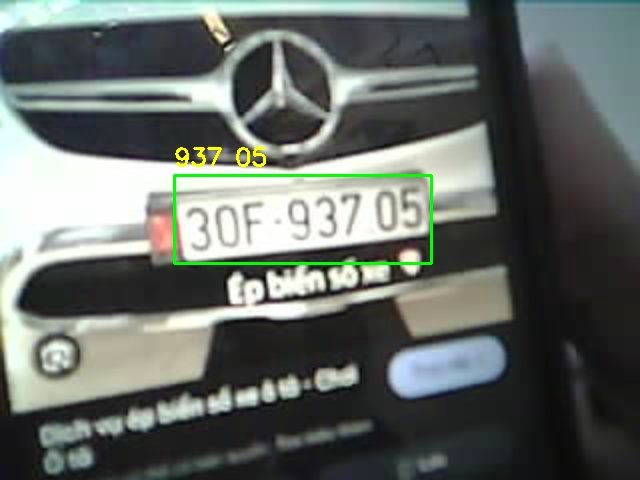 937 05
30F-937.05
Ép biển số xe
Dịch vụ ép biển số xe ô tô - Chơi
Ô tô